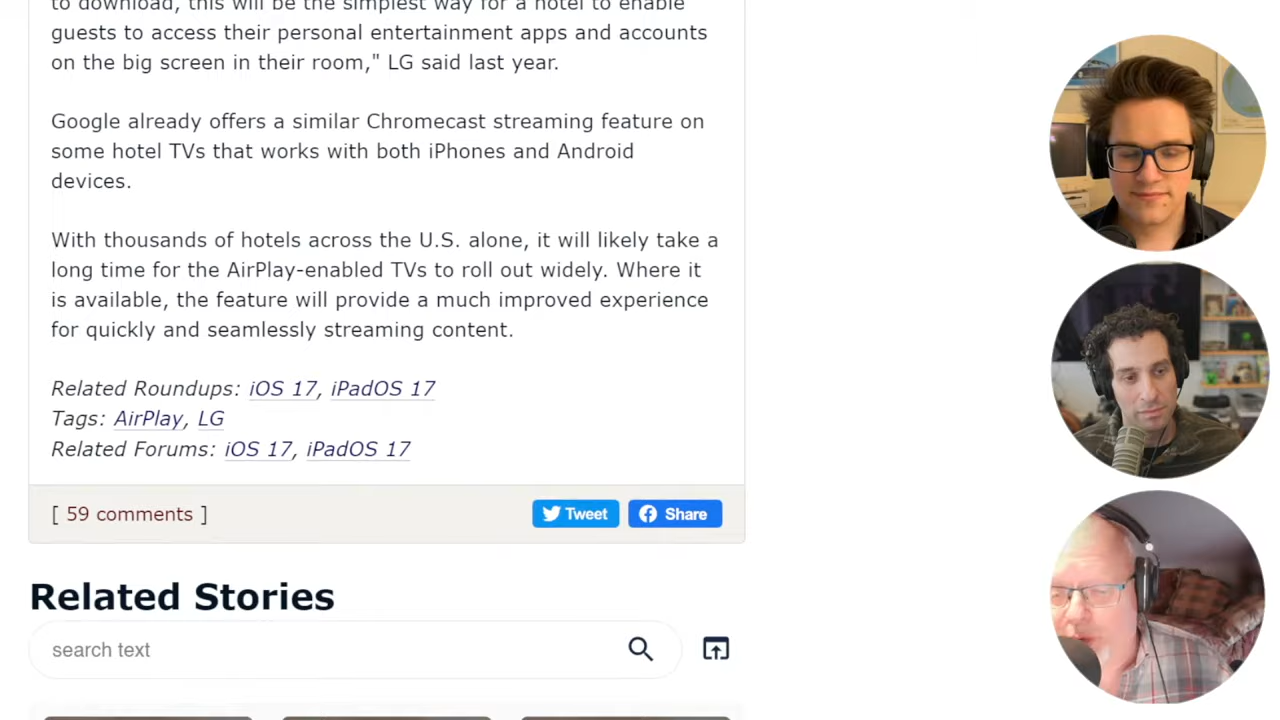 to download, this will be the simplest way for a hotel to enable
guests to access their personal entertainment apps and accounts
on the big screen in their room," LG said last year.
Google already offers a similar Chromecast streaming feature on
some hotel TVs that works with both iPhones and Android
devices.
With thousands of hotels across the U.S. alone, it will likely take a
long time for the AirPlay-enabled TVs to roll out widely. Where it
is available, the feature will provide a much improved experience
for quickly and seamlessly streaming content.
Related Roundups: iOS 17, iPadOS 17
Tags: AirPlay, LG
Related Forums: iOS 17, iPadOS 17
[ 59 comments ]
Tweet
Share
Related Stories
search text